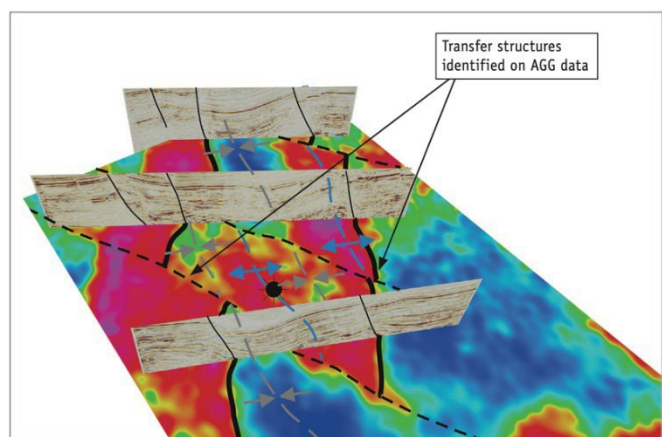 Transfer structures
identified on AGG data